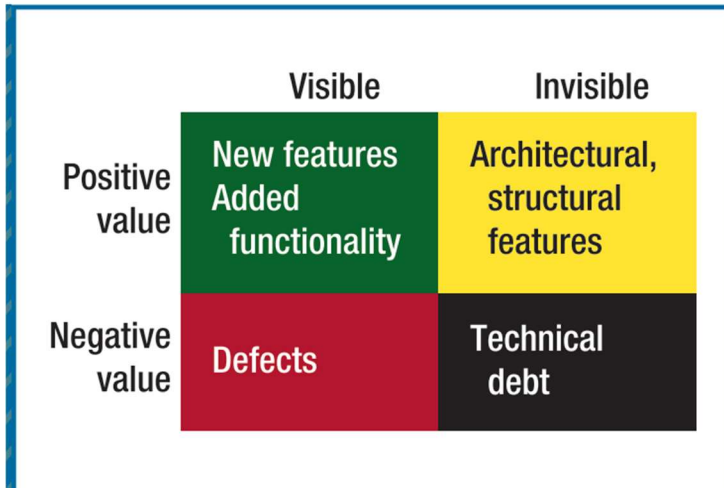 Visible
Invisible
Positive
value
New features
Added
functionality
Architectural,
structural
features
Negative
value
Defects
Technical
debt